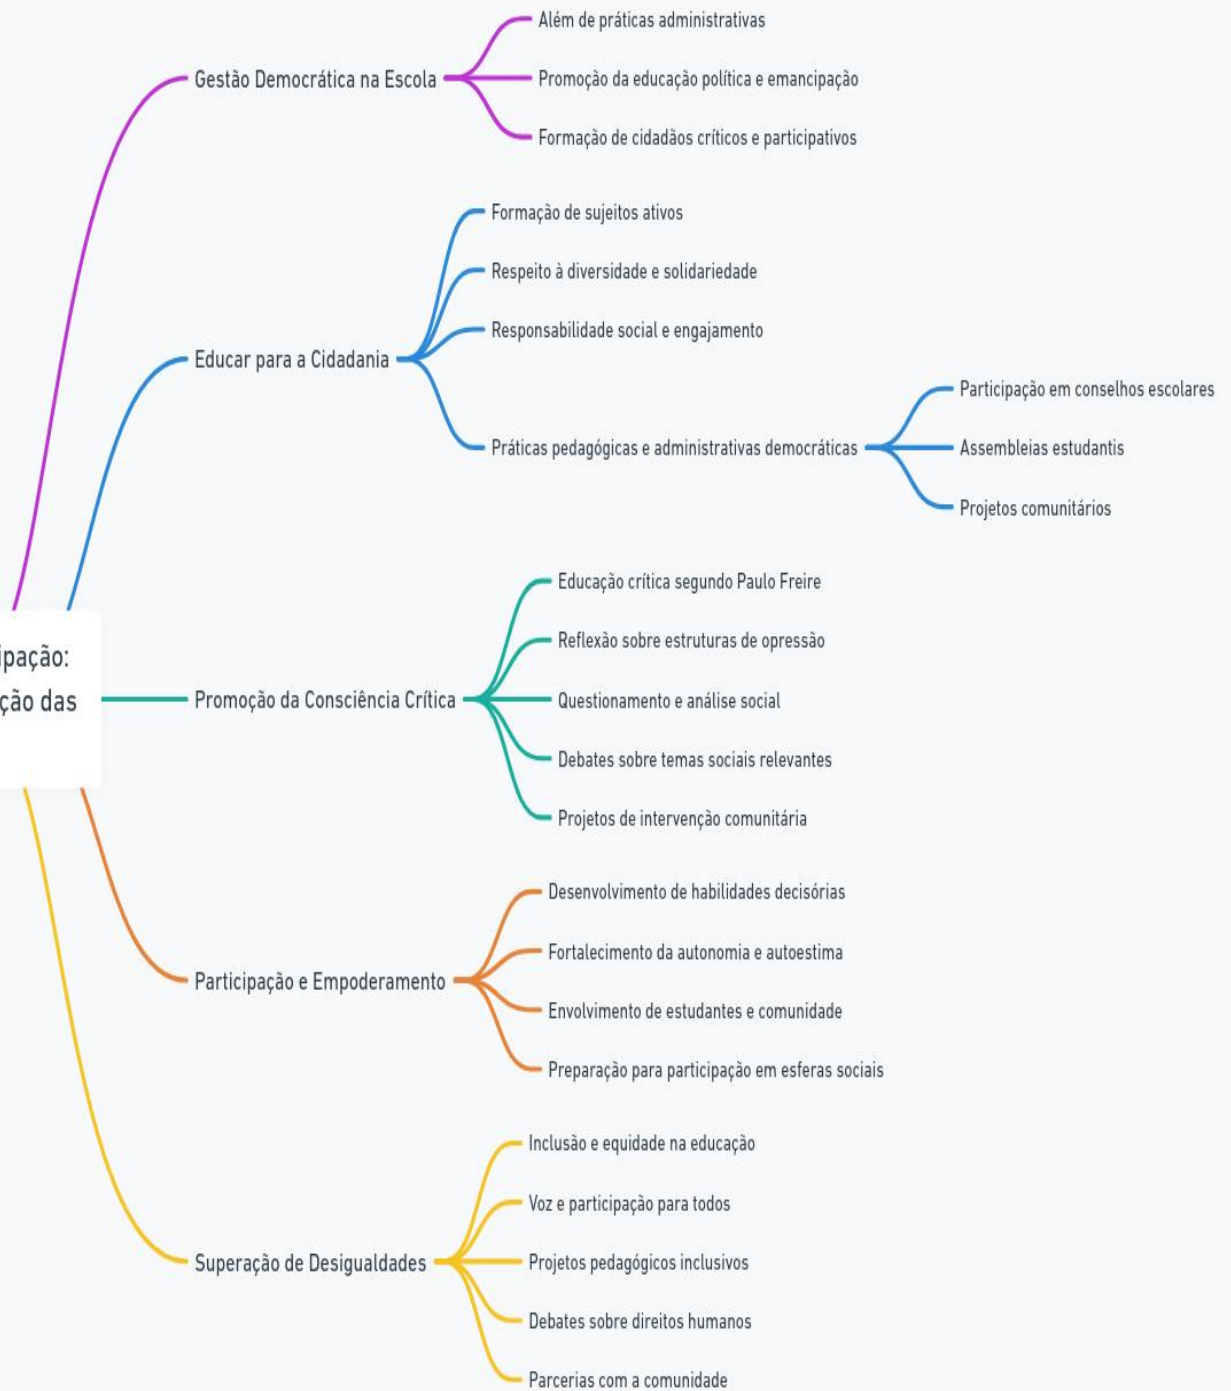 Além de práticas administrativas
Gestão Democrática na Escola
Promoção da educação política e emancipação
Formação de cidadãos críticos e participativos
Formação de sujeitos ativos
Respeito à diversidade e solidariedade
Responsabilidade social e engajamento
Educar para a Cidadania
Práticas pedagógicas e administrativas democráticas
Participação em conselhos escolares
Assembleias estudantis
Projetos comunitários
ipação:
ção das
Promoção da Consciência Crítica
Educação crítica segundo Paulo Freire
Reflexão sobre estruturas de opressão
Questionamento e análise social
Debates sobre temas sociais relevantes
Projetos de intervenção comunitária
Participação e Empoderamento
Desenvolvimento de habilidades decisórias
Fortalecimento da autonomia e autoestima
Envolvimento de estudantes e comunidade
Preparação para participação em esferas sociais
Superação de Desigualdades
Inclusão e equidade na educação
Voz e participação para todos
Projetos pedagógicos inclusivos
Debates sobre direitos humanos
Parcerias com a comunidade